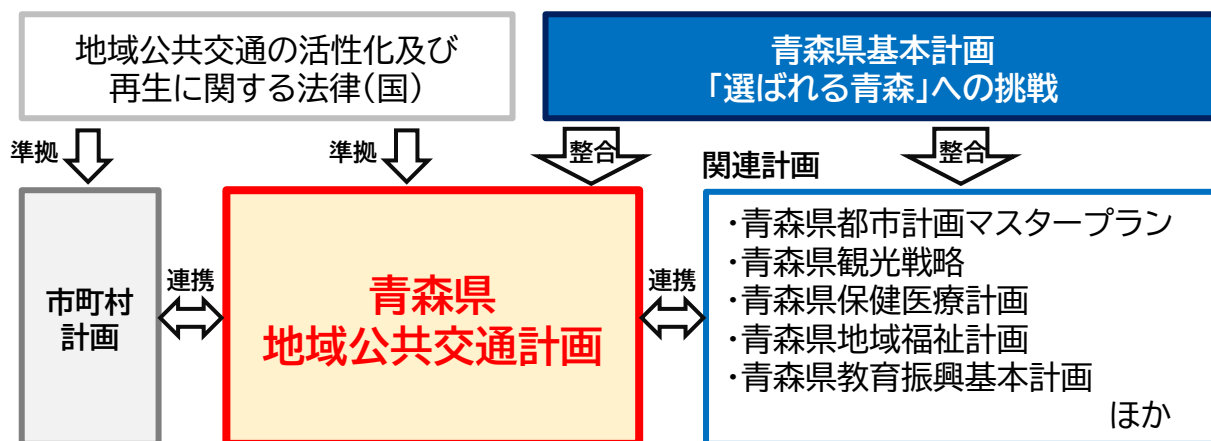 地域公共交通の活性化及び
再生に関する法律(国)
青森県基本計画
「選ばれる青森」への挑戦
準拠
準拠
整合
整合
関連計画
市町村
計画
連携
青森県
地域公共交通計画
連携
・青森県都市計画マスタープラン
・青森県観光戦略
・青森県保健医療計画
・青森県地域福祉計画
・青森県教育振興基本計画
ほか